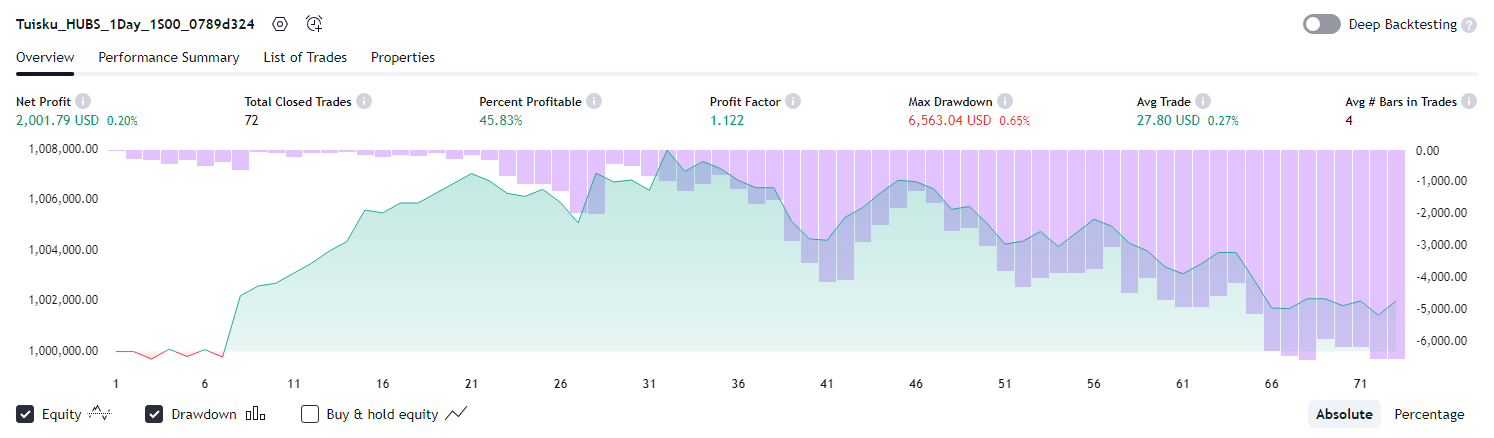 Tuisku_HUBS_1Day_1S00_0789d324
Deep Backtesting ?
Overview Performance Summary List of Trades Properties
Net Profit i Total Closed Trades i Percent Profitable i Profit Factor i Max Drawdown i Avg Trade i Avg # Bars in Trades i
2,001.79 USD 0.20% 72 45.83% 1.122 6,563.04 USD 0.65% 27.80 USD 0.27% 4
1,008,000.00 0.00
-1,000.00
1,006,000.00 -2,000.00
1,004,000.00 -3,000.00
-4,000.00
1,002,000.00 -5,000.00
1,000,000.00 -6,000.00
1 6 11 16 21 26 31 36 41 46 51 56 61 66 71
Equity Drawdown Buy & hold equity Absolute Percentage